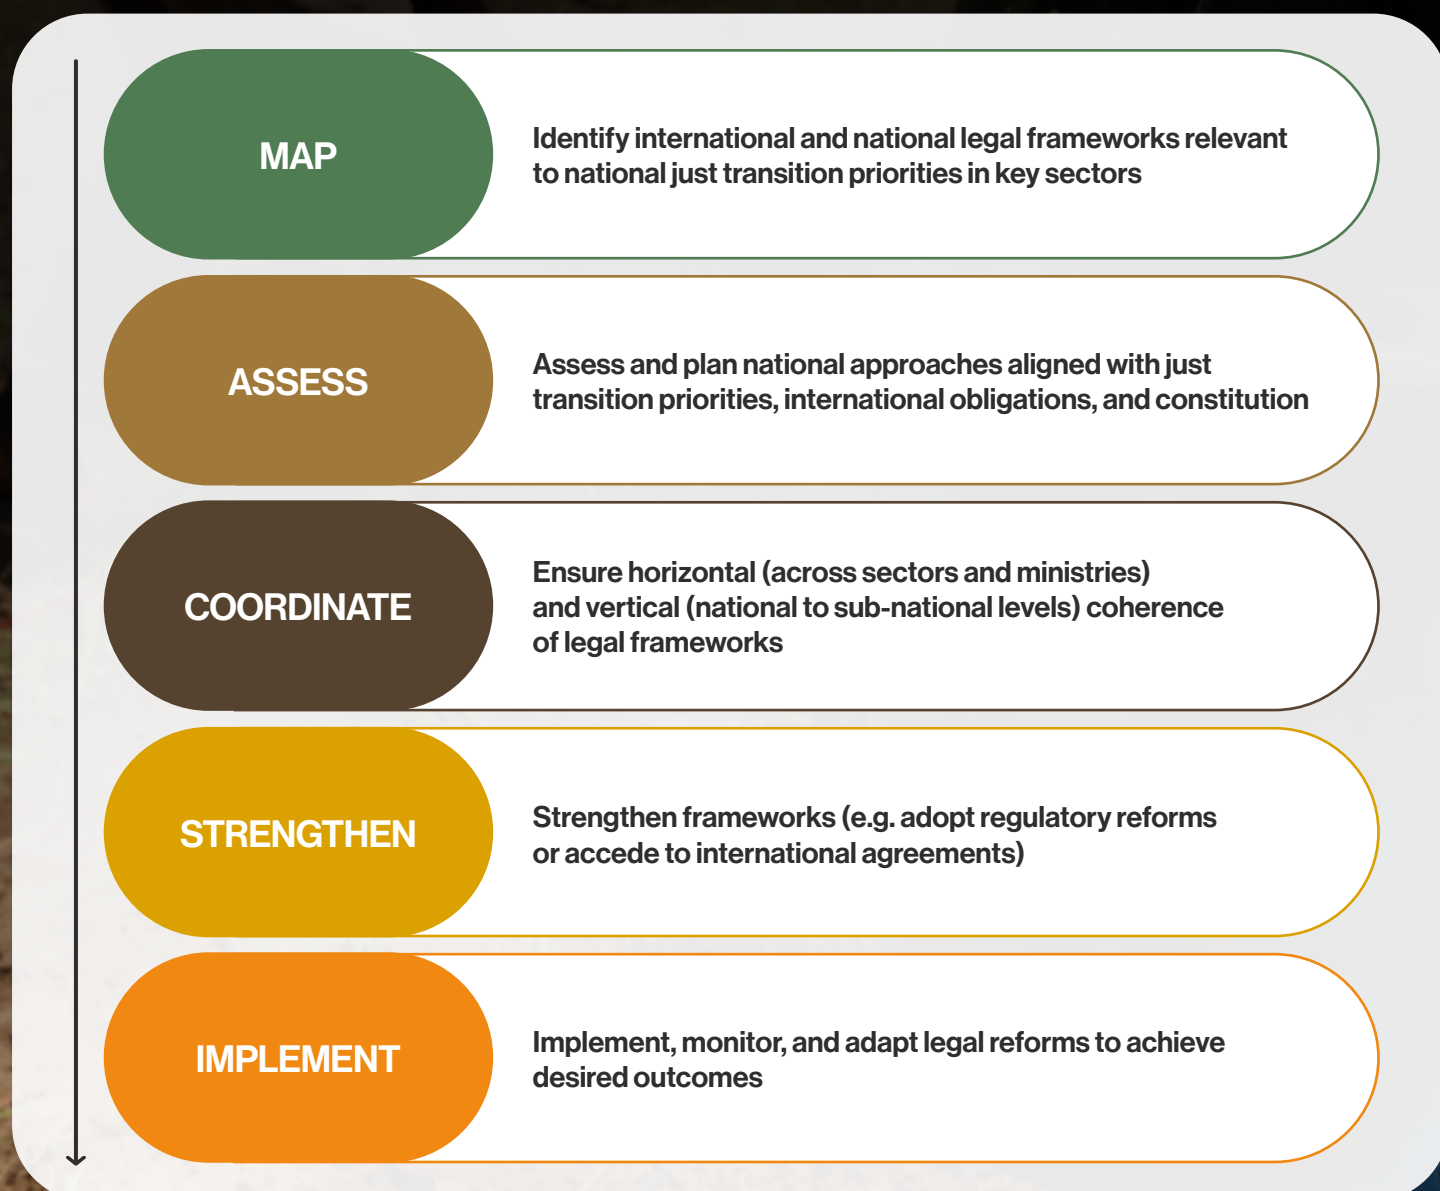 MAP
Identify international and national legal frameworks relevant
to national just transition priorities in key sectors
ASSESS
Assess and plan national approaches aligned with just
transition priorities, international obligations, and constitution
COORDINATE
Ensure horizontal (across sectors and ministries)
and vertical (national to sub-national levels) coherence
of legal frameworks
STRENGTHEN
Strengthen frameworks (e.g. adopt regulatory reforms
or accede to international agreements)
IMPLEMENT
Implement, monitor, and adapt legal reforms to achieve
desired outcomes